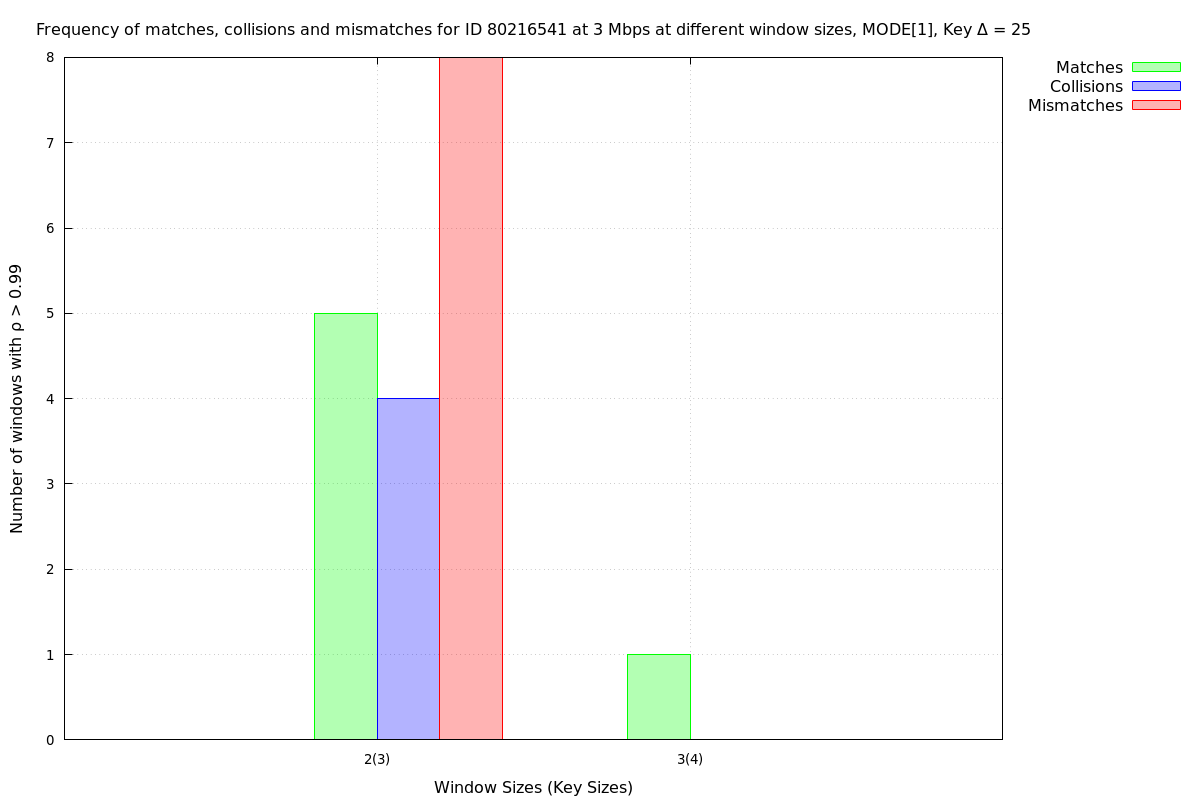 Frequency of matches, collisions and mismatches for ID 80216541 at 3 Mbps at different window sizes, MODE[1], Key Δ = 25
Matches
Collisions
Mismatches
Number of windows with ρ > 0.99
8
7
6
5
4
3
2
1
0
2(3)
3(4)
Window Sizes (Key Sizes)